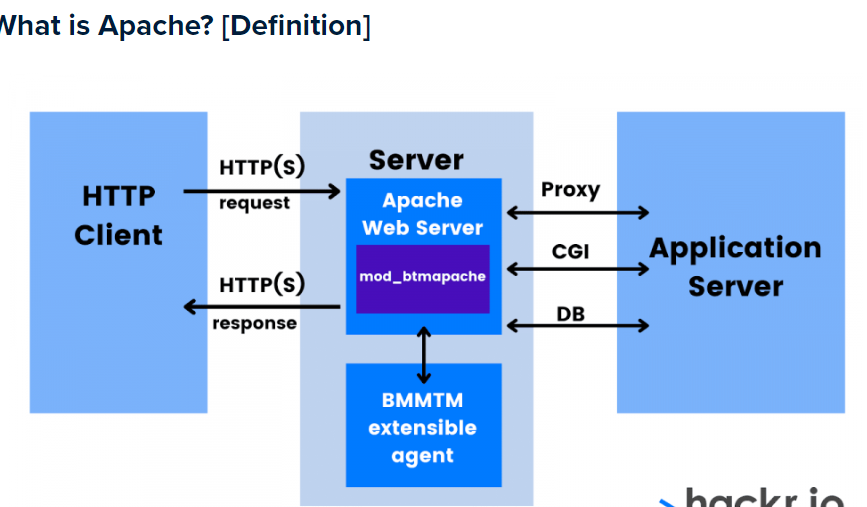 What is Apache? [Definition]
HTTP
Client
HTTP(S)
request
HTTP(S)
response
Server
Apache
Web Server
mod_btmapache
BMMTM
extensible
agent
Proxy
CGI
DB
Application
Server
hackr.io